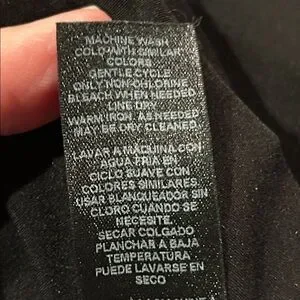 MACHINE WASH
COLD WITH SIMILAR
COLORS
GENTLE CYCLE
ONLY NON-CHLORINE
BLEACH WHEN NEEDED
LINE DRY
WARM IRON, AS NEEDED
MAY BE DRY CLEANED
LAVAR A MAQUINA CON
AGUA FRIA EN
CICLO SUAVE CON
COLORES SIMILARES
USAR BLANQUEADOR SIN
CLORO CUANDO SE
NECESITE.
SECAR COLGADO
PLANCHAR A BAJA
TEMPERATURA
PUEDE LAVARSE EN
SECO